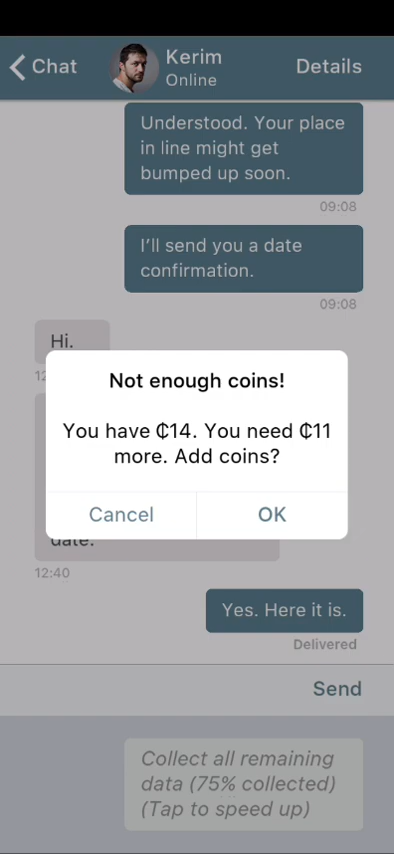 Chat
Kerim
Online
Details
Understood. Your place
in line might get
bumped up soon.
09:08
I'll send you a date
confirmation.
09:08
Hi.
Not enough coins!
You have ₵14. You need ₵11
more. Add coins?
Cancel
OK
date.
12:40
Yes. Here it is.
Delivered
Send
Collect all remaining
data (75% collected)
(Tap to speed up)